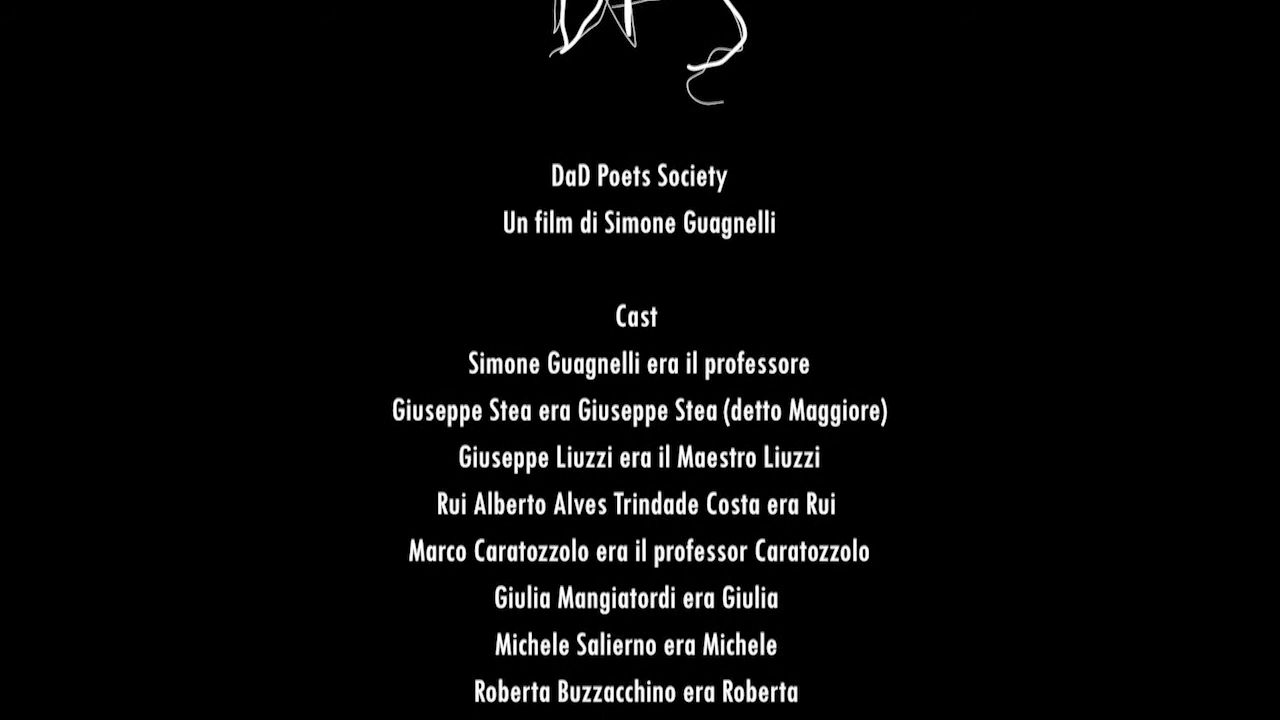 DPS
DaD Poets Society
Un film di Simone Guagnelli
Cast
Simone Guagnelli era il professore
Giuseppe Stea era Giuseppe Stea (detto Maggiore)
Giuseppe Liuzzi era il Maestro Liuzzi
Rui Alberto Alves Trindade Costa era Rui
Marco Caratozzolo era il professor Caratozzolo
Giulia Mangiatordi era Giulia
Michele Salierno era Michele
Roberta Buzzacchino era Roberta